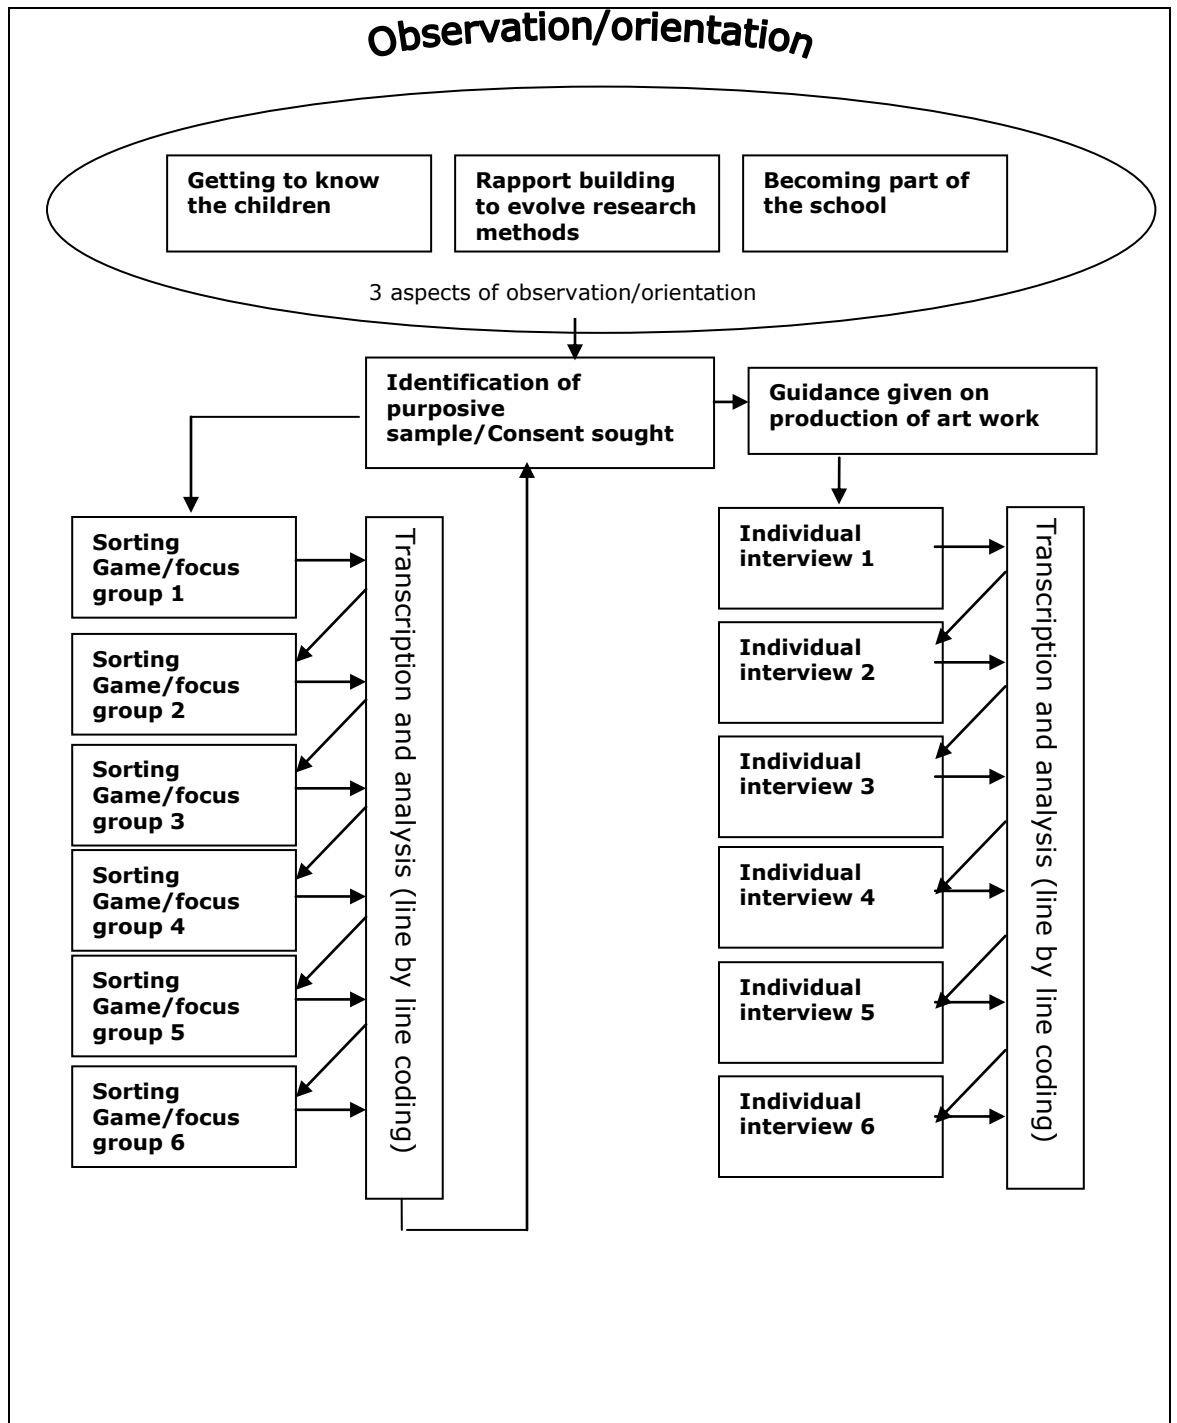 Observation/orientation
Getting to know
the children
Rapport building
to evolve research
methods
Becoming part of
the school
3 aspects of observation/orientation
Identification of
purposive
sample/Consent sought
Guidance given on
production of art work
Sorting
Game/focus
group 1
Sorting
Game/focus
group 2
Sorting
Game/focus
group 3
Sorting
Game/focus
group 4
Sorting
Game/focus
group 5
Sorting
Game/focus
group 6
Transcription and analysis (line by line coding)
Individual
interview 1
Individual
interview 2
Individual
interview 3
Individual
interview 4
Individual
interview 5
Individual
interview 6
Transcription and analysis (line by line coding)